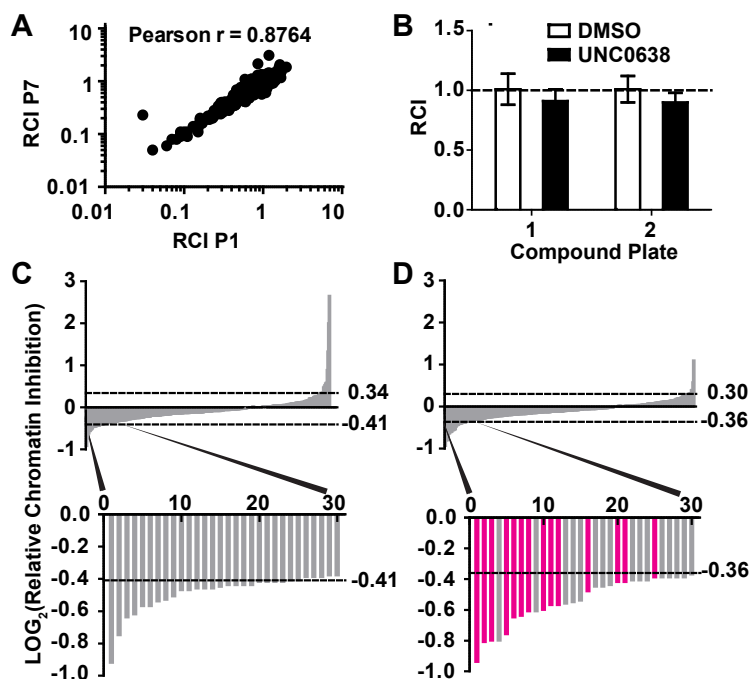 A
Pearson r = 0.8764
RCI P7
10
1
0.1
0.01
0.01 0.1 1 10
RCI P1
B
DMSO
UNC0638
RCI
1.5
1.0
0.5
0.0
1 2
Compound Plate
C
LOG2(Relative Chromatin Inhibition)
3
2
1
0
-1
0.34
-0.41
0 10 20 30
0.0
-0.2
-0.4
-0.6
-0.8
-1.0
-0.41
D
3
2
1
0
-1
0.30
-0.36
0 10 20 30
0.0
-0.2
-0.4
-0.6
-0.8
-1.0
-0.36